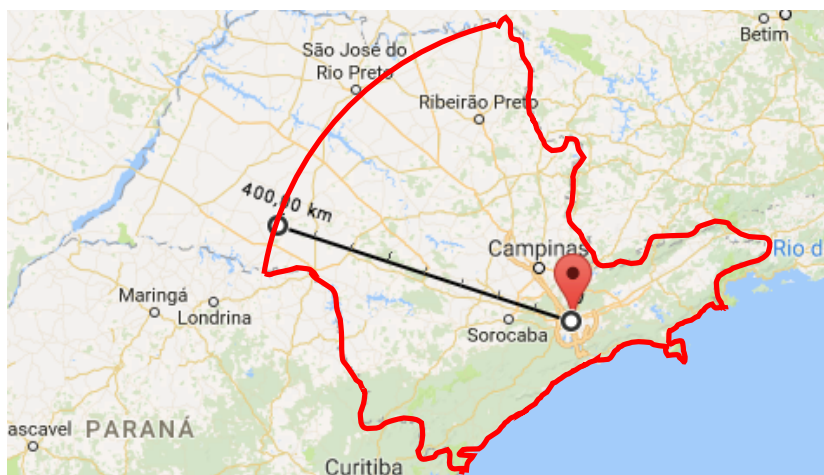 Betim
São José do
Rio Preto
Ribeirão Preto
400,00 km
Campinas
Rio d
Maringá
Londrina
Sorocaba
ascavel
PARANÁ
Curitiba